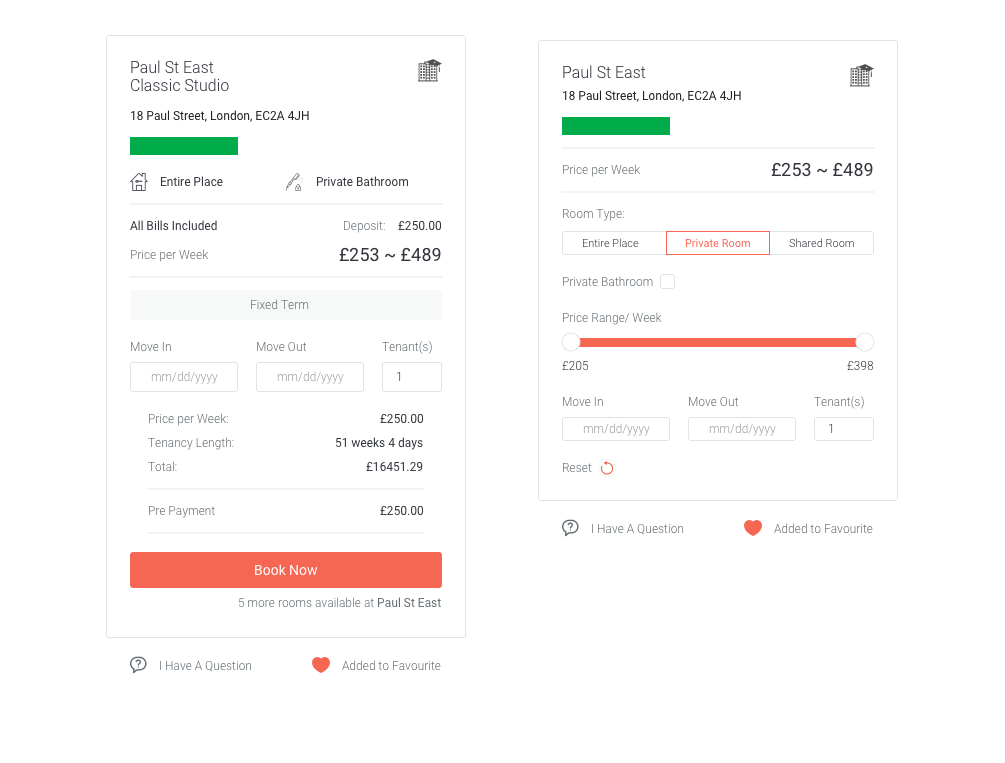 Paul St East
Classic Studio
18 Paul Street, London, EC2A 4JH
Entire Place Private Bathroom
All Bills Included Deposit: £250.00
Price per Week £253 ~ £489
Fixed Term
Move In Move Out Tenant(s)
mm/dd/yyyy mm/dd/yyyy 1
Price per Week: £250.00
Tenancy Length: 51 weeks 4 days
Total: £16451.29
Pre Payment £250.00
Book Now
5 more rooms available at Paul St East
I Have A Question Added to Favourite
Paul St East
18 Paul Street, London, EC2A 4JH
Price per Week £253 ~ £489
Room Type:
Entire Place Private Room Shared Room
Private Bathroom
Price Range/ Week
£205 £398
Move In Move Out Tenant(s)
mm/dd/yyyy mm/dd/yyyy 1
Reset
I Have A Question Added to Favourite